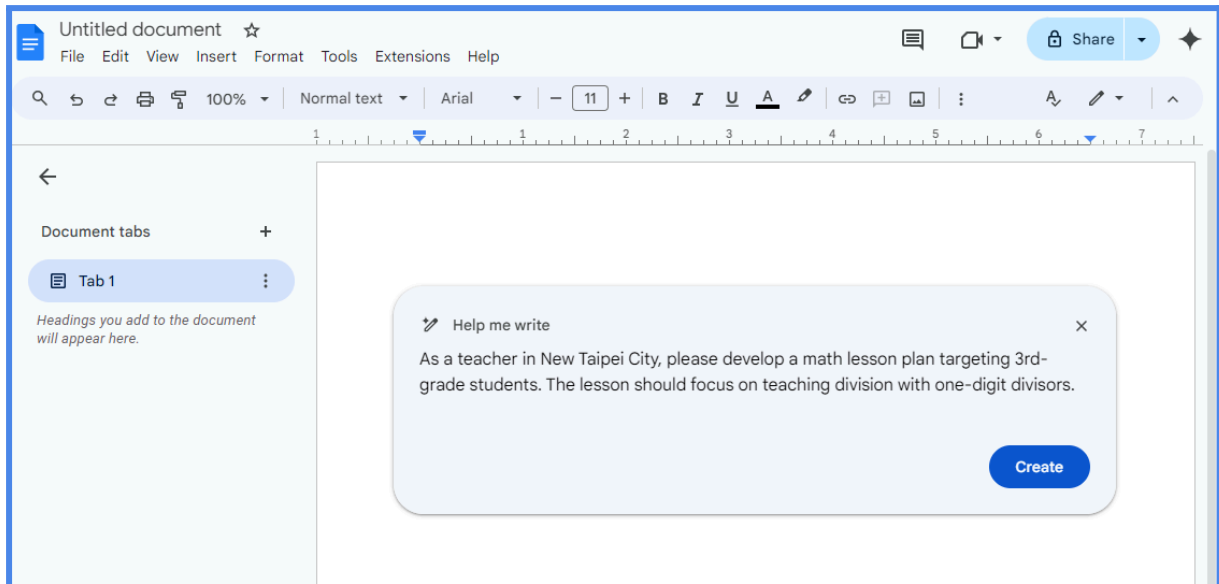 Untitled document
File Edit View Insert Format Tools Extensions Help
Share
100% Normal text Arial 11 B I U A
1 1 2 3 4 5 6 7
Document tabs
Tab 1
Headings you add to the document
will appear here.
Help me write
As a teacher in New Taipei City, please develop a math lesson plan targeting 3rd-
grade students. The lesson should focus on teaching division with one-digit divisors.
Create